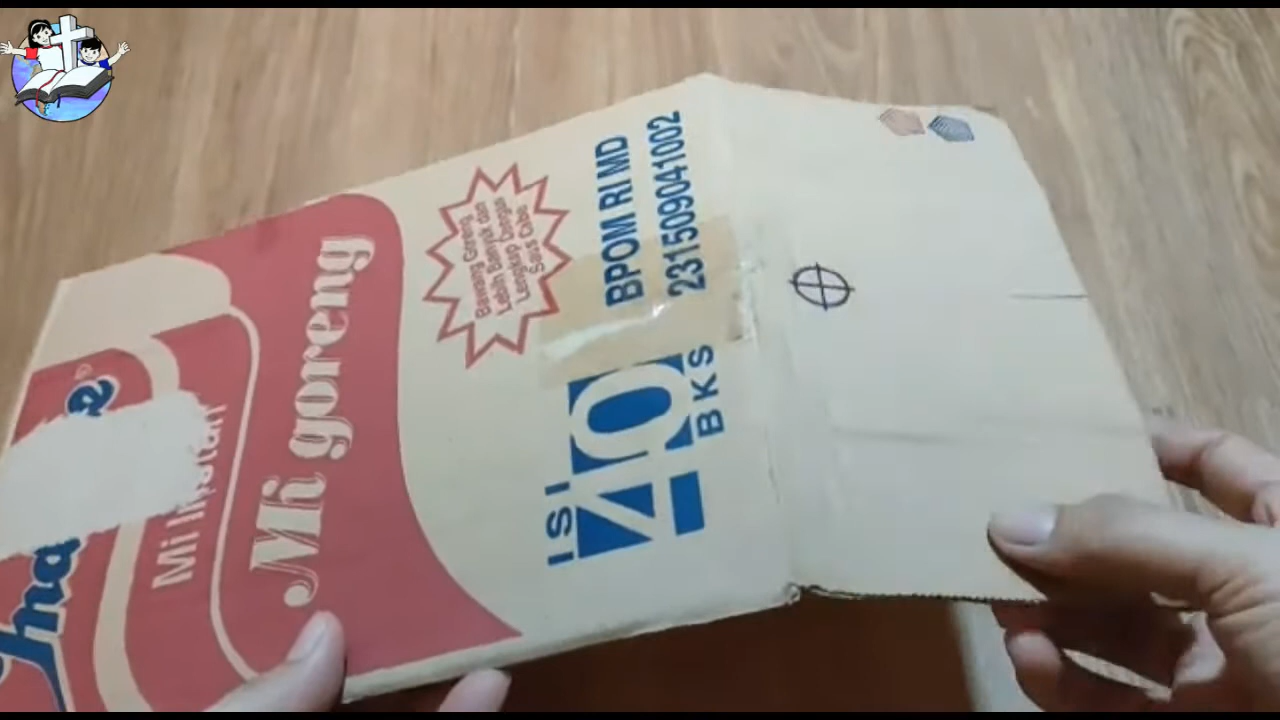 Mi Instan
Mi goreng
Bawang Goreng
Lebih Banyak dan
Lengkap Dengan
Saus Cabe
BPOM RI MD
231509041002
ISI
40
BKS